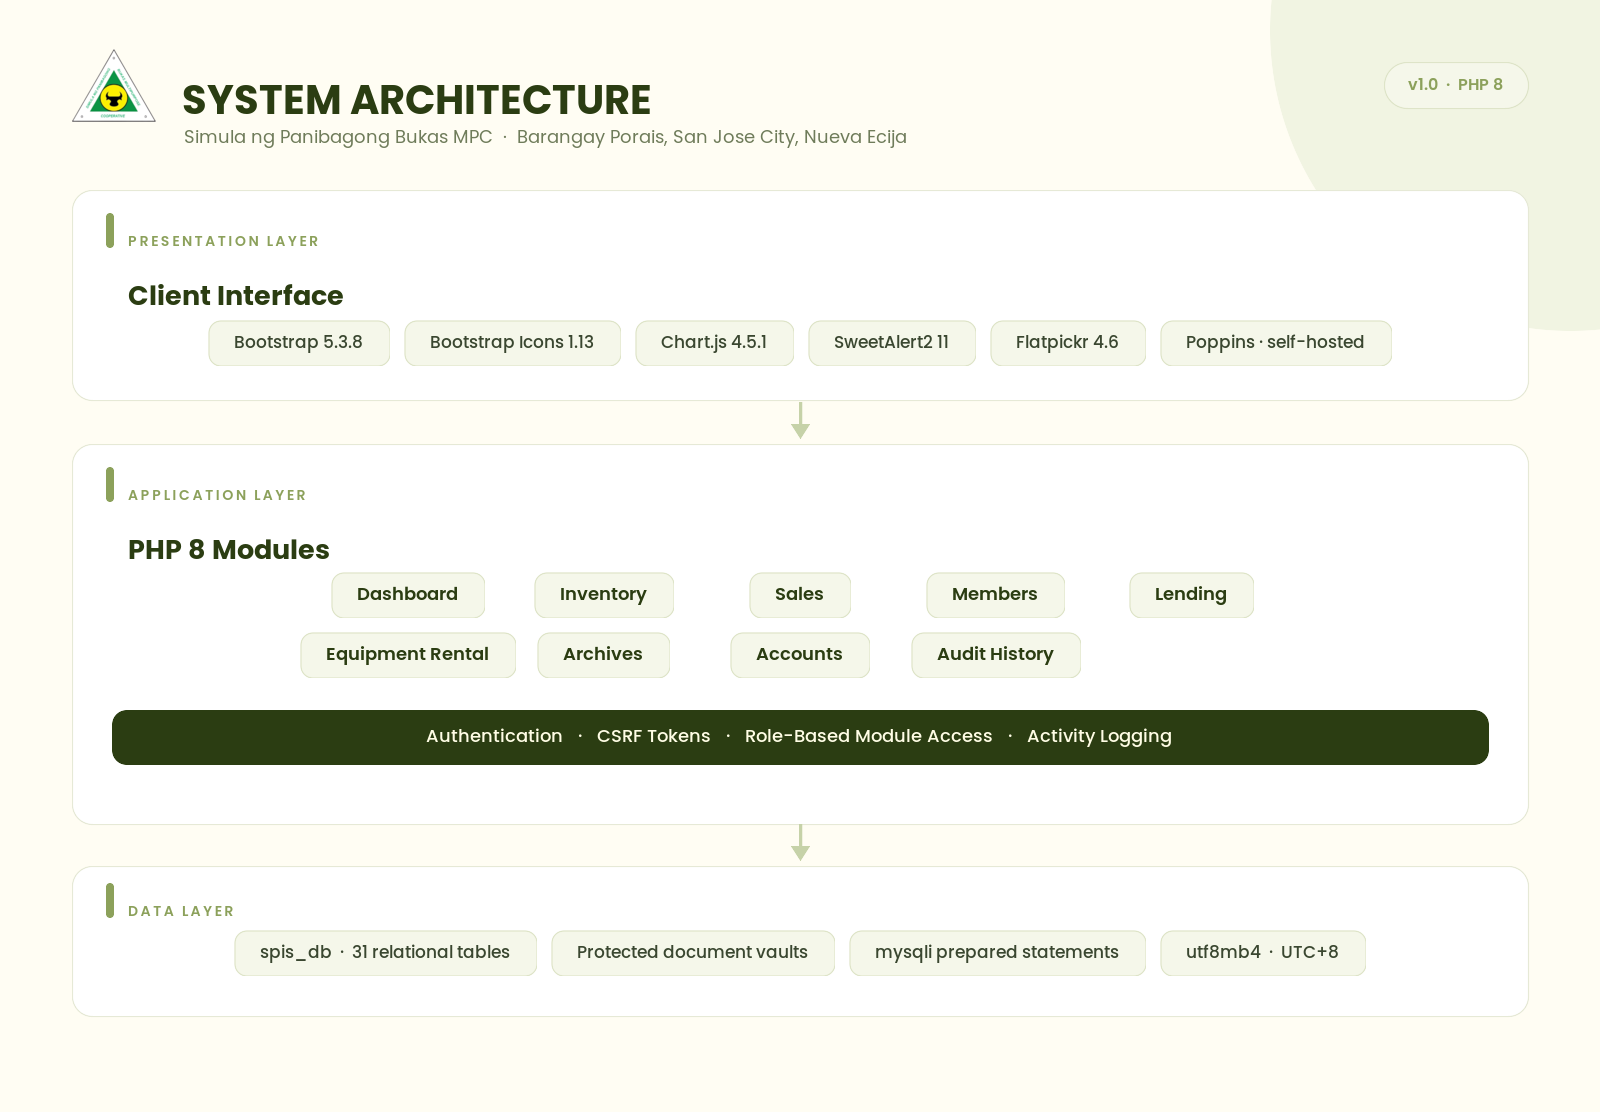 COOPERATIVE
SYSTEM ARCHITECTURE
Simula ng Panibagong Bukas MPC · Barangay Porais, San Jose City, Nueva Ecija
v1.0 · PHP 8
PRESENTATION LAYER
Client Interface
Bootstrap 5.3.8 Bootstrap Icons 1.13 Chart.js 4.5.1 SweetAlert2 11 Flatpickr 4.6 Poppins · self-hosted
APPLICATION LAYER
PHP 8 Modules
Dashboard Inventory Sales Members Lending
Equipment Rental Archives Accounts Audit History
Authentication · CSRF Tokens · Role-Based Module Access · Activity Logging
DATA LAYER
spis_db · 31 relational tables Protected document vaults mysqli prepared statements utf8mb4 · UTC+8